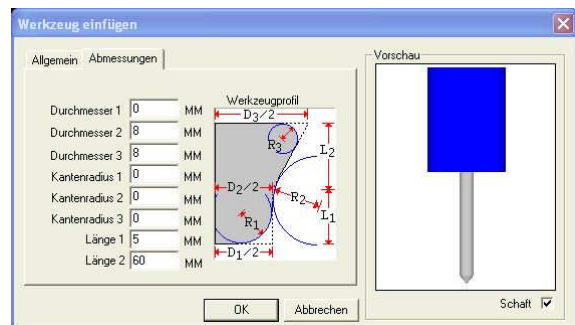 Werkzeug einfügen
Allgemein Abmessungen
Durchmesser 1 0 MM
Durchmesser 2 8 MM
Durchmesser 3 8 MM
Kantenradius 1 0 MM
Kantenradius 2 0 MM
Kantenradius 3 0 MM
Länge 1 5 MM
Länge 2 60 MM
Werkzeugprofil
D3/2
R3
L2
D2/2
R2
L1
R1
D1/2
Vorschau
Schaft
OK Abbrechen